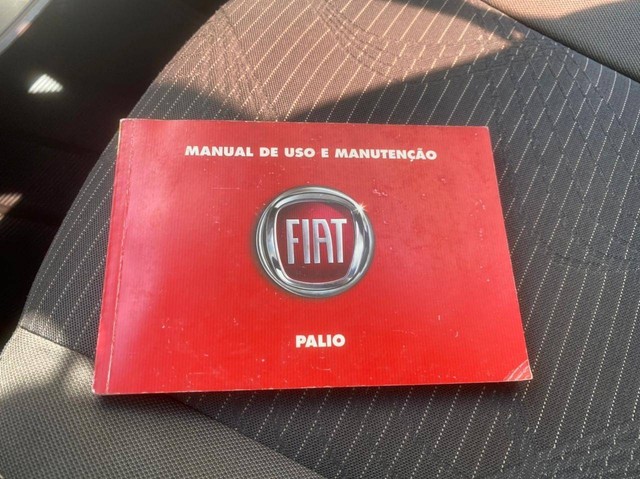 MANUAL DE USO E MANUTENÇÃO
FIAT
PALIO